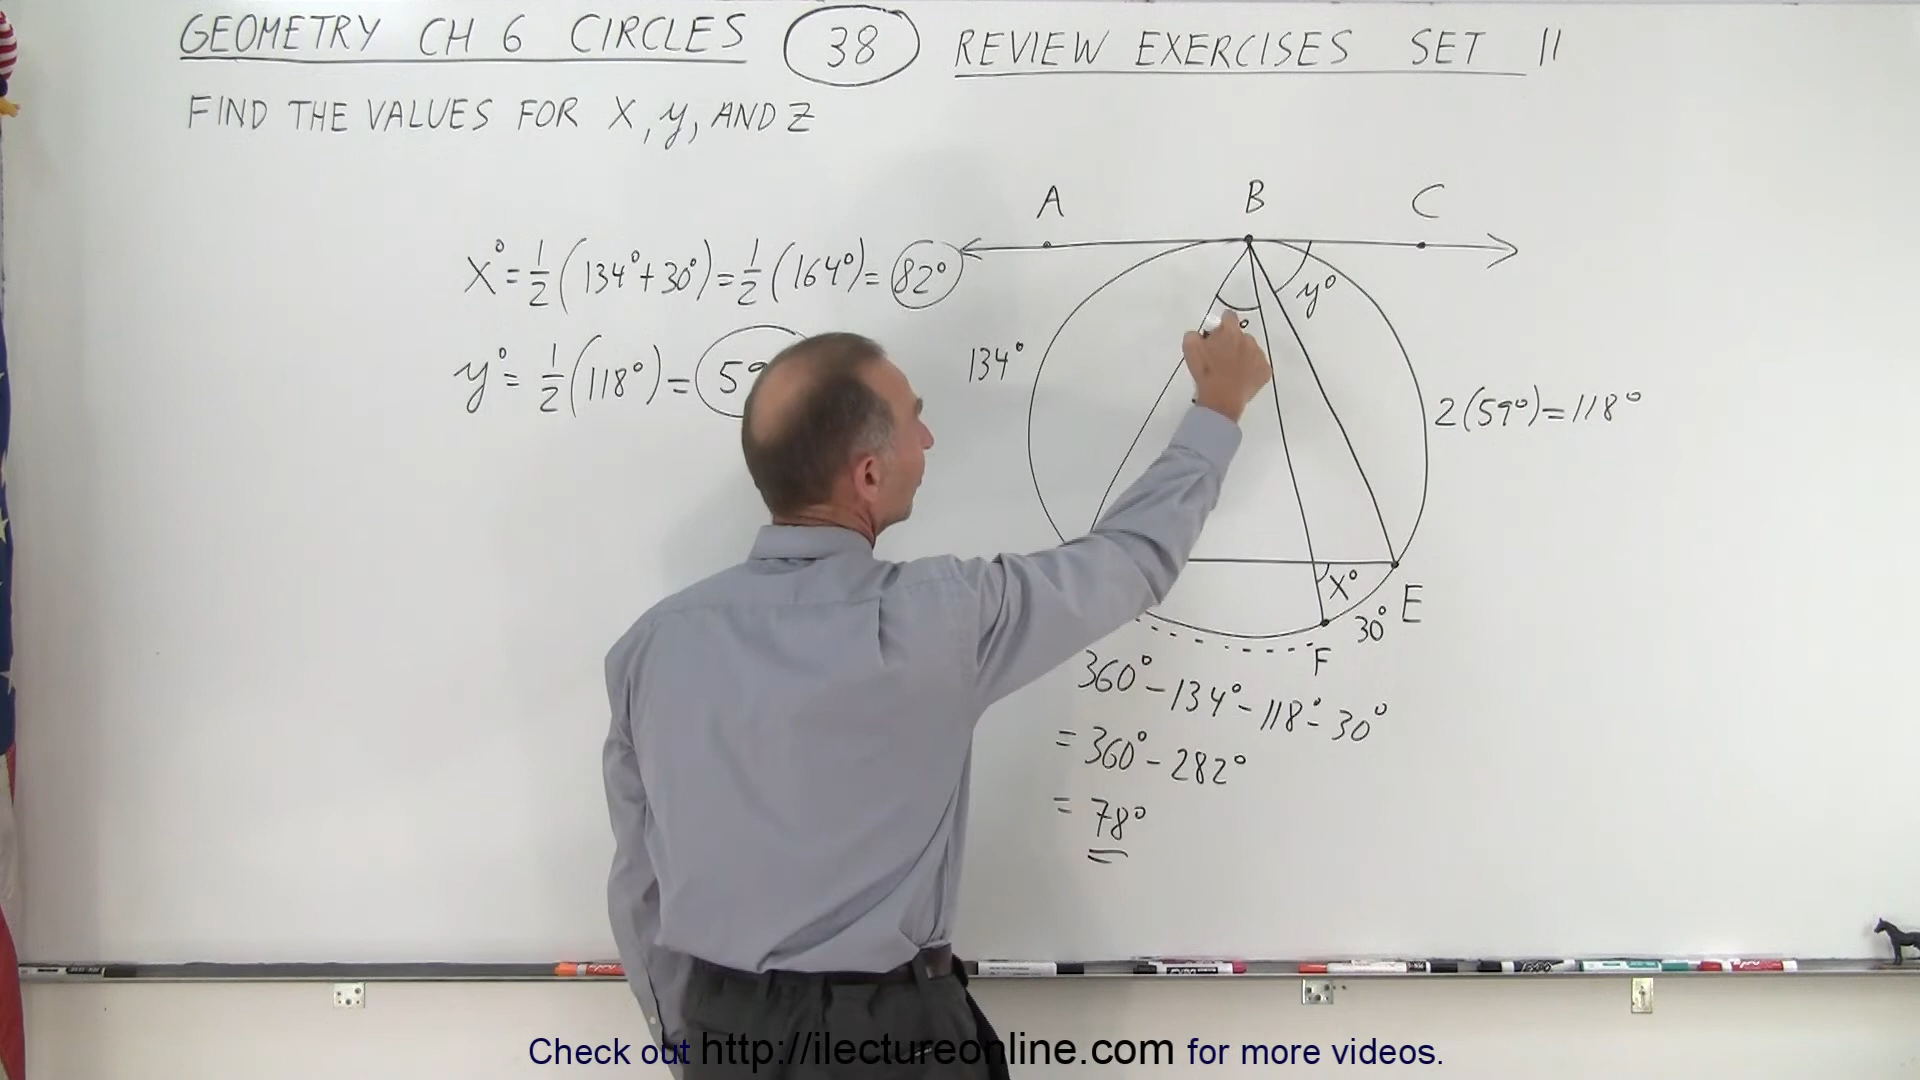 GEOMETRY CH 6 CIRCLES 38 REVIEW EXERCISES SET 11
FIND THE VALUES FOR X, y, AND Z
A B C
X° = 1/2 (134° + 30°) = 1/2 (164°) = 82°
y°
134°
y° = 1/2 (118°) = 59
2(59°) = 118°
X°
E
30°
F
360° - 134° - 118° - 30°
= 360° - 282°
= 78°
Check out http://ilectureonline.com for more videos.